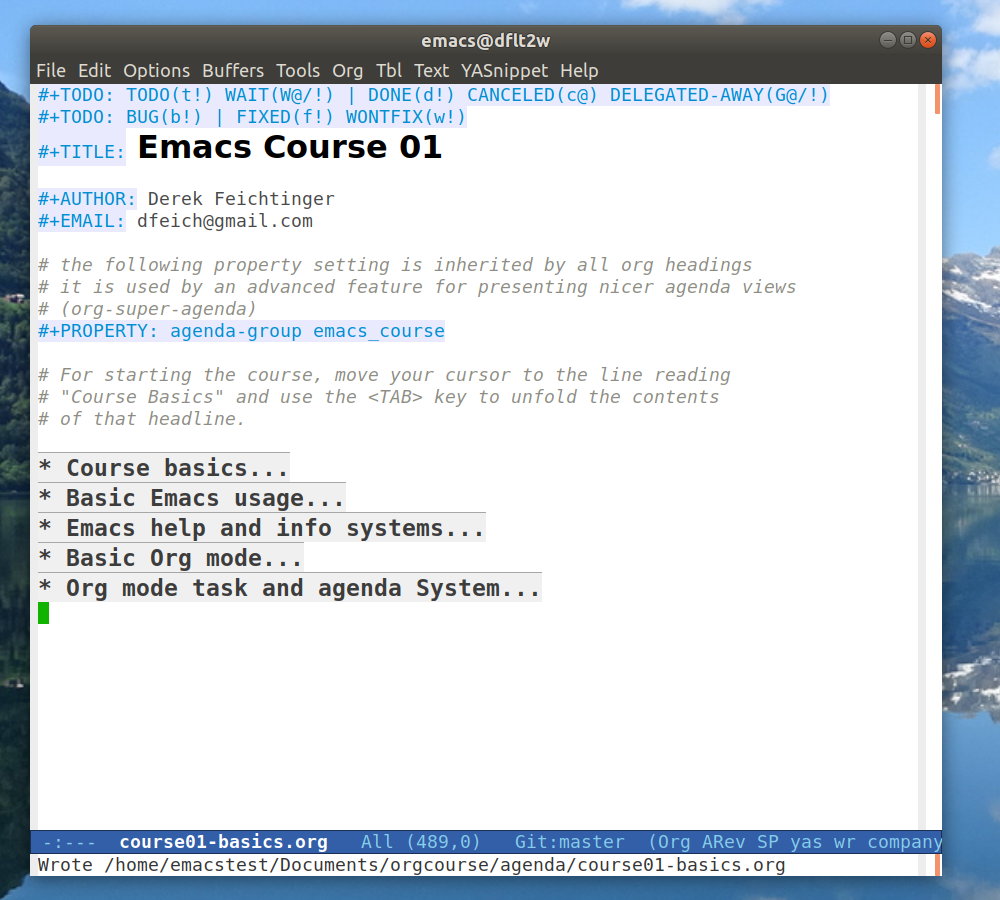 emacs@dflt2w
File Edit Options Buffers Tools Org Tbl Text YASnippet Help
#+TODO: TODO(t!) WAIT(W@/!) | DONE(d!) CANCELED(c@) DELEGATED-AWAY(G@/!)
#+TODO: BUG(b!) | FIXED(f!) WONTFIX(w!)
#+TITLE: Emacs Course 01
#+AUTHOR: Derek Feichtinger
#+EMAIL: dfeich@gmail.com
# the following property setting is inherited by all org headings
# it is used by an advanced feature for presenting nicer agenda views
# (org-super-agenda)
#+PROPERTY: agenda-group emacs_course
# For starting the course, move your cursor to the line reading
# "Course Basics" and use the <TAB> key to unfold the contents
# of that headline.
* Course basics...
* Basic Emacs usage...
* Emacs help and info systems...
* Basic Org mode...
* Org mode task and agenda System...
-:--- course01-basics.org All (489,0) Git:master (Org ARev SP yas wr company
Wrote /home/emacstest/Documents/orgcourse/agenda/course01-basics.org